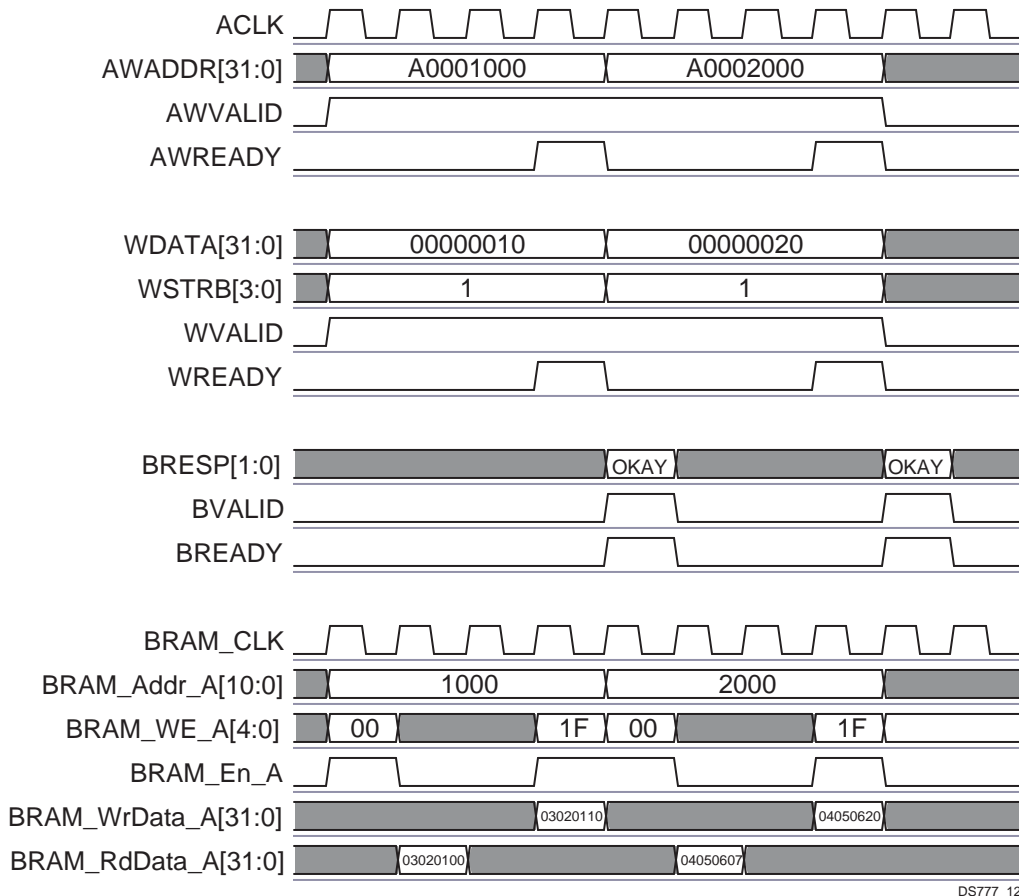 ACLK
AWADDR[31:0] A0001000 A0002000
AWVALID
AWREADY
WDATA[31:0] 00000010 00000020
WSTRB[3:0] 1 1
WVALID
WREADY
BRESP[1:0] OKAY OKAY
BVALID
BREADY
BRAM_CLK
BRAM_Addr_A[10:0] 1000 2000
BRAM_WE_A[4:0] 00 1F 00 1F
BRAM_En_A
BRAM_WrData_A[31:0] 03020110 04050620
BRAM_RdData_A[31:0] 03020100 04050607
DS777_12